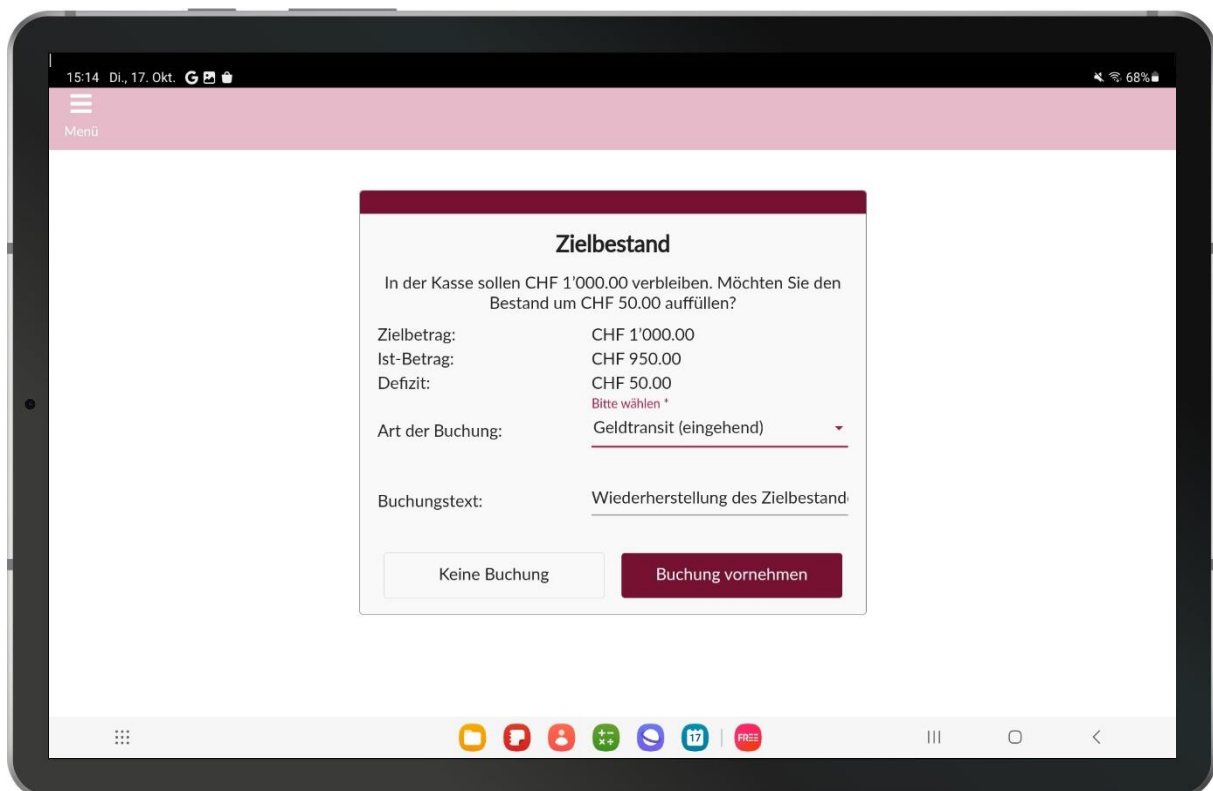 15:14 Di., 17. Okt. G
68%
Menü
Zielbestand
In der Kasse sollen CHF 1’000.00 verbleiben. Möchten Sie den
Bestand um CHF 50.00 auffüllen?
Zielbetrag: CHF 1’000.00
Ist-Betrag: CHF 950.00
Defizit: CHF 50.00
Bitte wählen *
Art der Buchung: Geldtransit (eingehend)
Buchungstext: Wiederherstellung des Zielbestand
Keine Buchung Buchung vornehmen
17 FREE